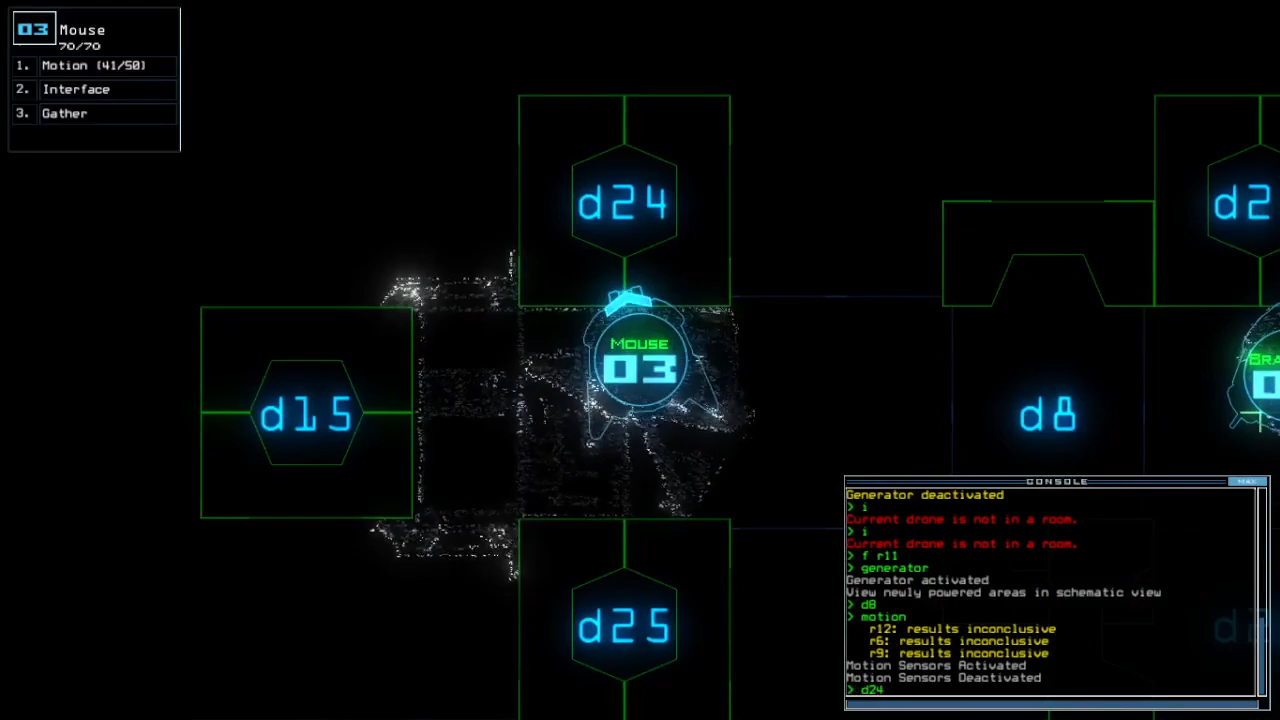 03 Mouse
70/70
1. Motion (41/50)
2. Interface
3. Gather
d24
d2
MOUSE
03
d15
d8
BRA
d25
CONSOLE
MAX
Generator deactivated
> i
Current drone is not in a room.
> i
Current drone is not in a room.
> f r11
> generator
Generator activated
View newly powered areas in schematic view
> d8
> motion
r12: results inconclusive
r6: results inconclusive
r9: results inconclusive
Motion Sensors Activated
Motion Sensors Deactivated
> d24